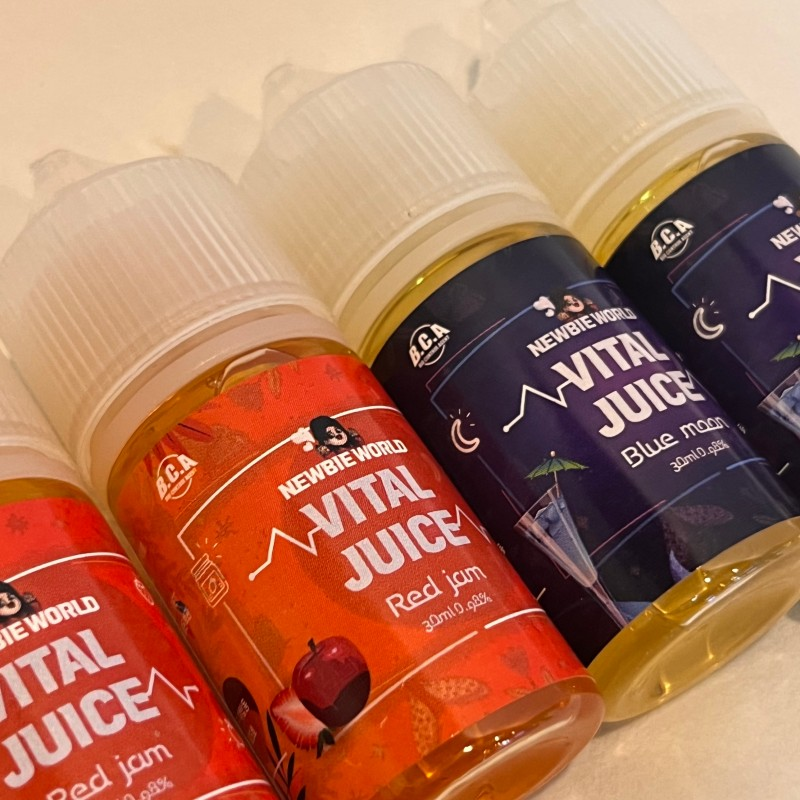 BIE WORLD
VITAL
JUICE
Red jam
B.C.A
NEWBIE WORLD
VITAL
JUICE
Red jam
30ml 0.98%
B.C.A
NEWBIE WORLD
VITAL
JUICE
Blue moon
30ml 0.98%
B.C.A